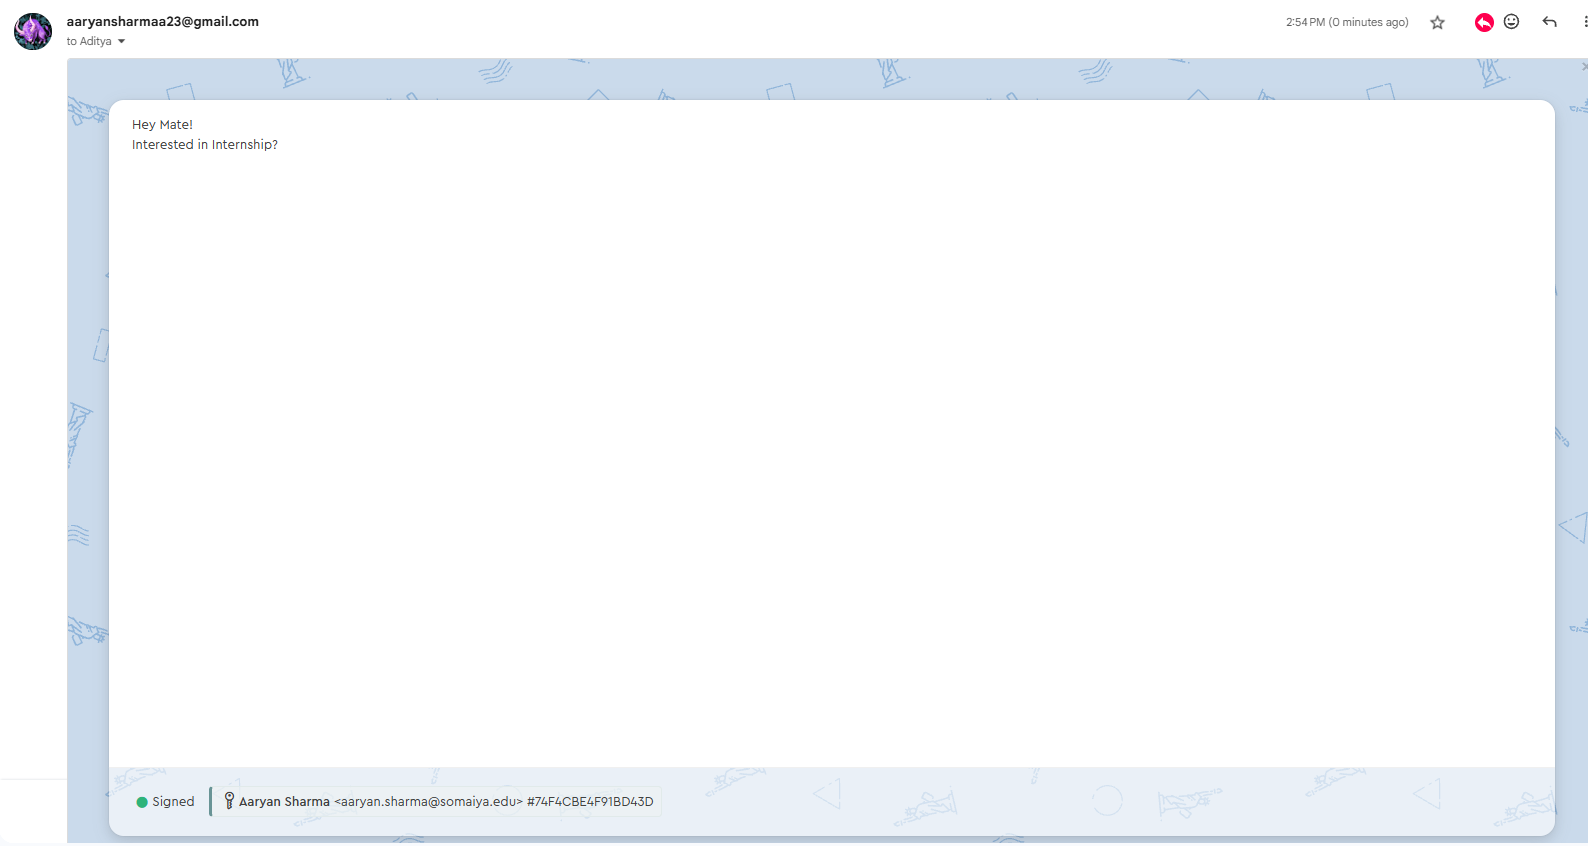 aaryansharmaa23@gmail.com
2:54 PM (0 minutes ago)
to Aditya
Hey Mate!
Interested in Internship?
Signed
Aaryan Sharma <aaryan.sharma@somaiya.edu> #74F4CBE4F91BD43D